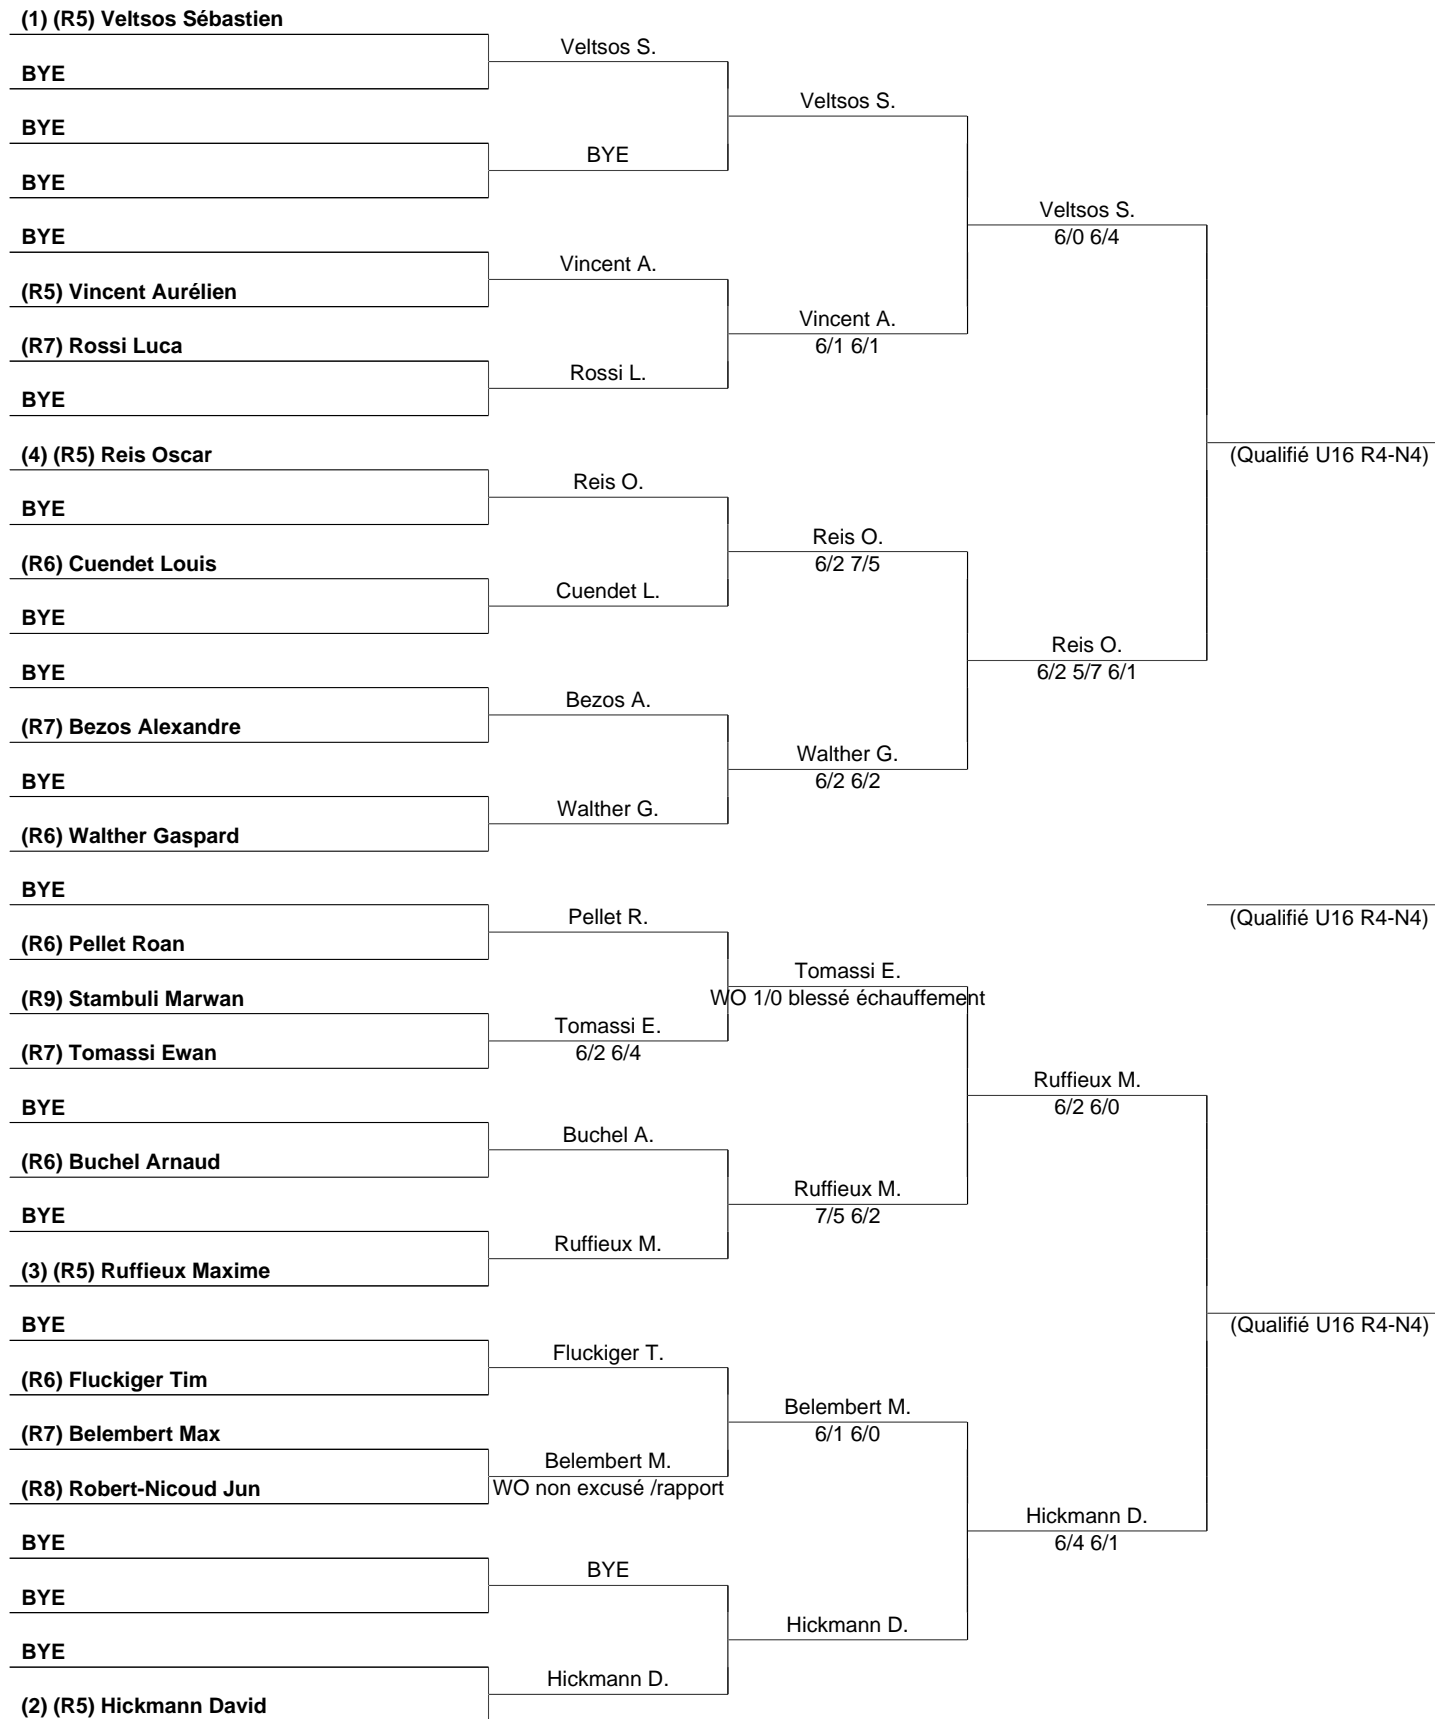 (1) (R5) Veltsos Sébastien
Veltsos S.
BYE
Veltsos S.
BYE
BYE
BYE
Veltsos S.
BYE
6/0 6/4
Vincent A.
(R5) Vincent Aurélien
Vincent A.
(R7) Rossi Luca
6/1 6/1
Rossi L.
BYE
(4) (R5) Reis Oscar
(Qualifié U16 R4-N4)
Reis O.
BYE
Reis O.
(R6) Cuendet Louis
6/2 7/5
Cuendet L.
BYE
Reis O.
BYE
6/2 5/7 6/1
Bezos A.
(R7) Bezos Alexandre
Walther G.
BYE
6/2 6/2
Walther G.
(R6) Walther Gaspard
BYE
Pellet R.
(Qualifié U16 R4-N4)
(R6) Pellet Roan
Tomassi E.
(R9) Stambuli Marwan
WO 1/0 blessé échauffement
Tomassi E.
(R7) Tomassi Ewan
6/2 6/4
Ruffieux M.
BYE
6/2 6/0
Buchel A.
(R6) Buchel Arnaud
Ruffieux M.
BYE
7/5 6/2
Ruffieux M.
(3) (R5) Ruffieux Maxime
BYE
(Qualifié U16 R4-N4)
Fluckiger T.
(R6) Fluckiger Tim
Belembert M.
(R7) Belembert Max
6/1 6/0
Belembert M.
(R8) Robert-Nicoud Jun
WO non excusé /rapport
Hickmann D.
BYE
6/4 6/1
BYE
BYE
Hickmann D.
BYE
Hickmann D.
(2) (R5) Hickmann David